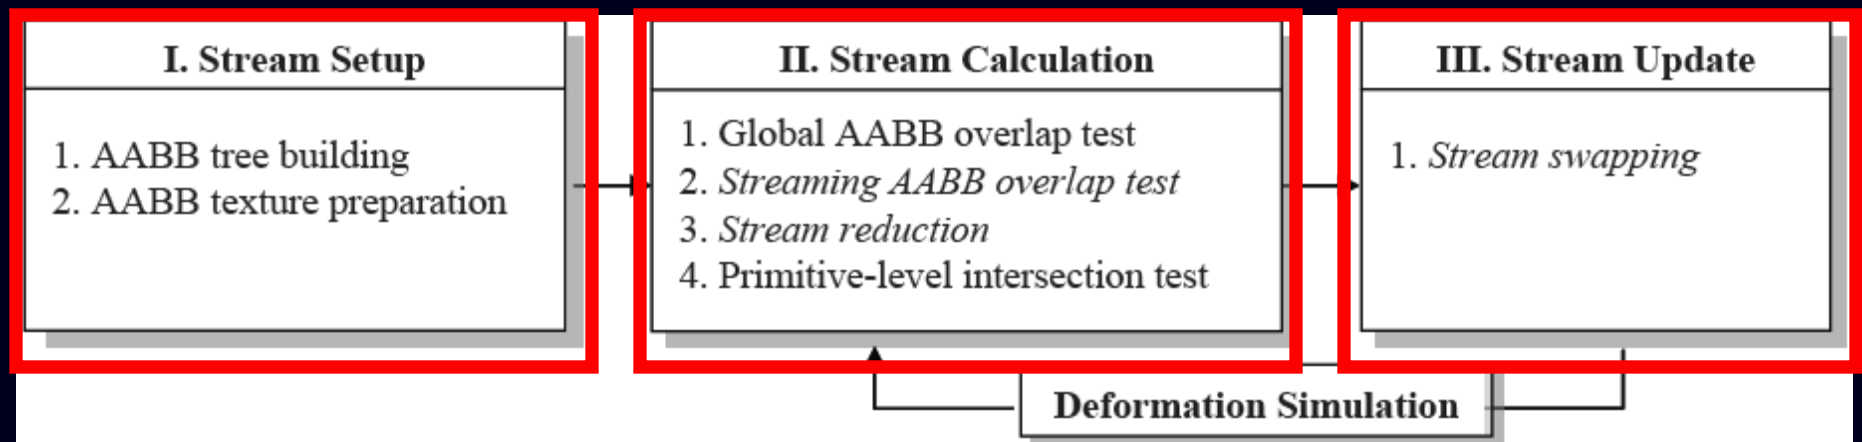 I. Stream Setup
1. AABB tree building
2. AABB texture preparation
II. Stream Calculation
1. Global AABB overlap test
2. Streaming AABB overlap test
3. Stream reduction
4. Primitive-level intersection test
III. Stream Update
1. Stream swapping
Deformation Simulation